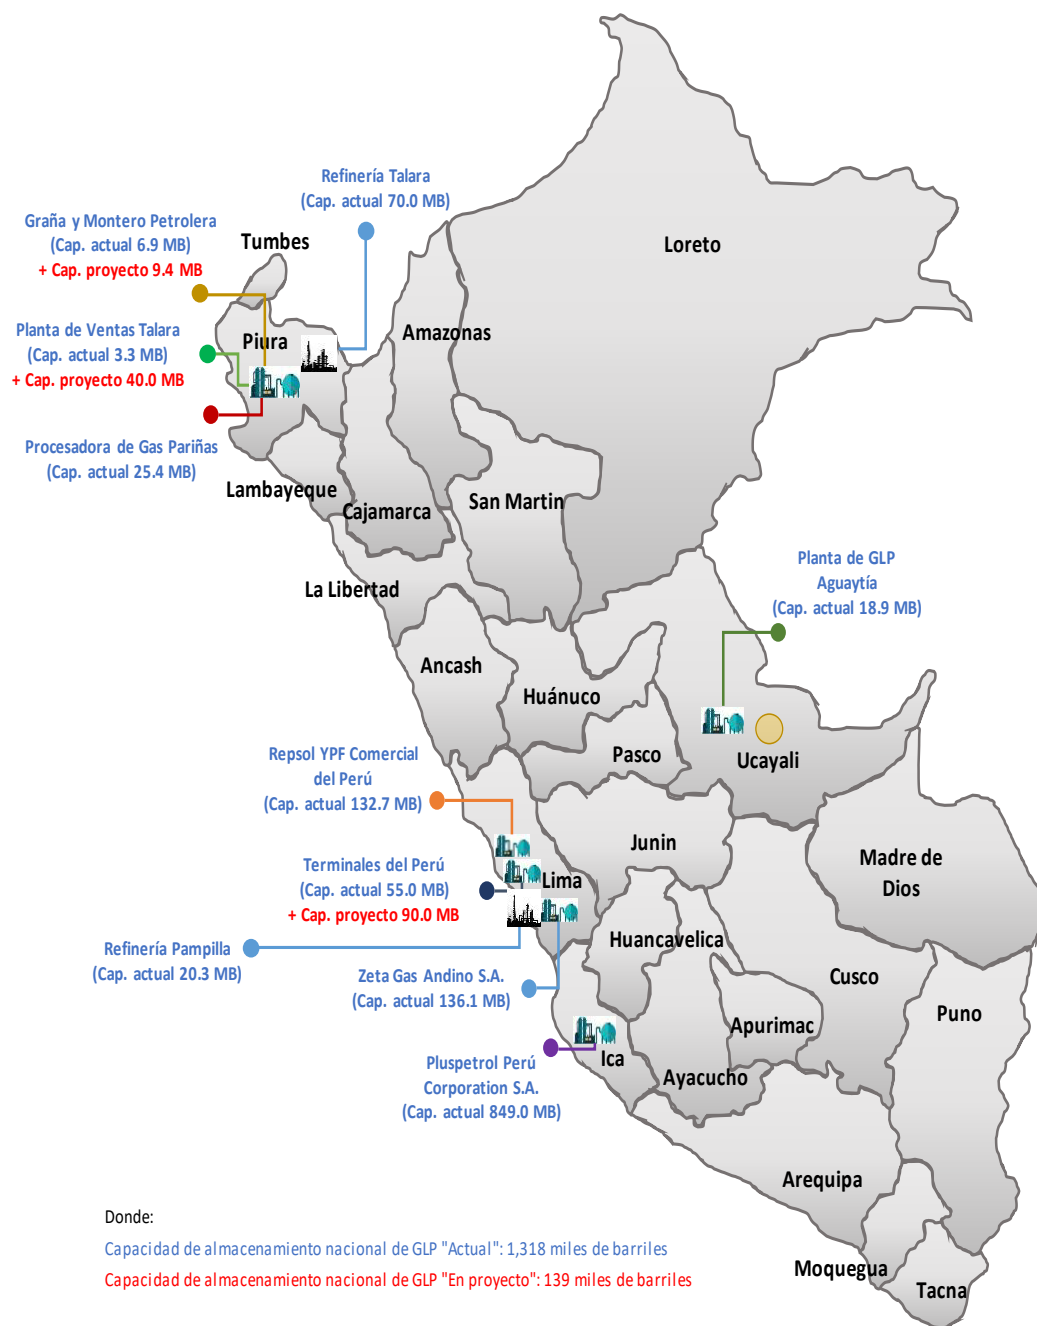 Refinería Talara
(Cap. actual 70.0 MB)
Graña y Montero Petrolera
(Cap. actual 6.9 MB)
+ Cap. proyecto 9.4 MB
Tumbes
Loreto
Planta de Ventas Talara
(Cap. actual 3.3 MB)
+ Cap. proyecto 40.0 MB
Piura
Amazonas
Procesadora de Gas Pariñas
(Cap. actual 25.4 MB)
Lambayeque
Cajamarca
San Martin
La Libertad
Planta de GLP
Aguaytía
(Cap. actual 18.9 MB)
Ancash
Huánuco
Pasco
Ucayali
Repsol YPF Comercial
del Perú
(Cap. actual 132.7 MB)
Junin
Madre de
Dios
Terminales del Perú
(Cap. actual 55.0 MB)
+ Cap. proyecto 90.0 MB
Lima
Refinería Pampilla
(Cap. actual 20.3 MB)
Huancavelica
Zeta Gas Andino S.A.
(Cap. actual 136.1 MB)
Cusco
Puno
Apurimac
Ica
Ayacucho
Pluspetrol Perú
Corporation S.A.
(Cap. actual 849.0 MB)
Arequipa
Moquegua
Tacna
Donde:
Capacidad de almacenamiento nacional de GLP "Actual": 1,318 miles de barriles
Capacidad de almacenamiento nacional de GLP "En proyecto": 139 miles de barriles